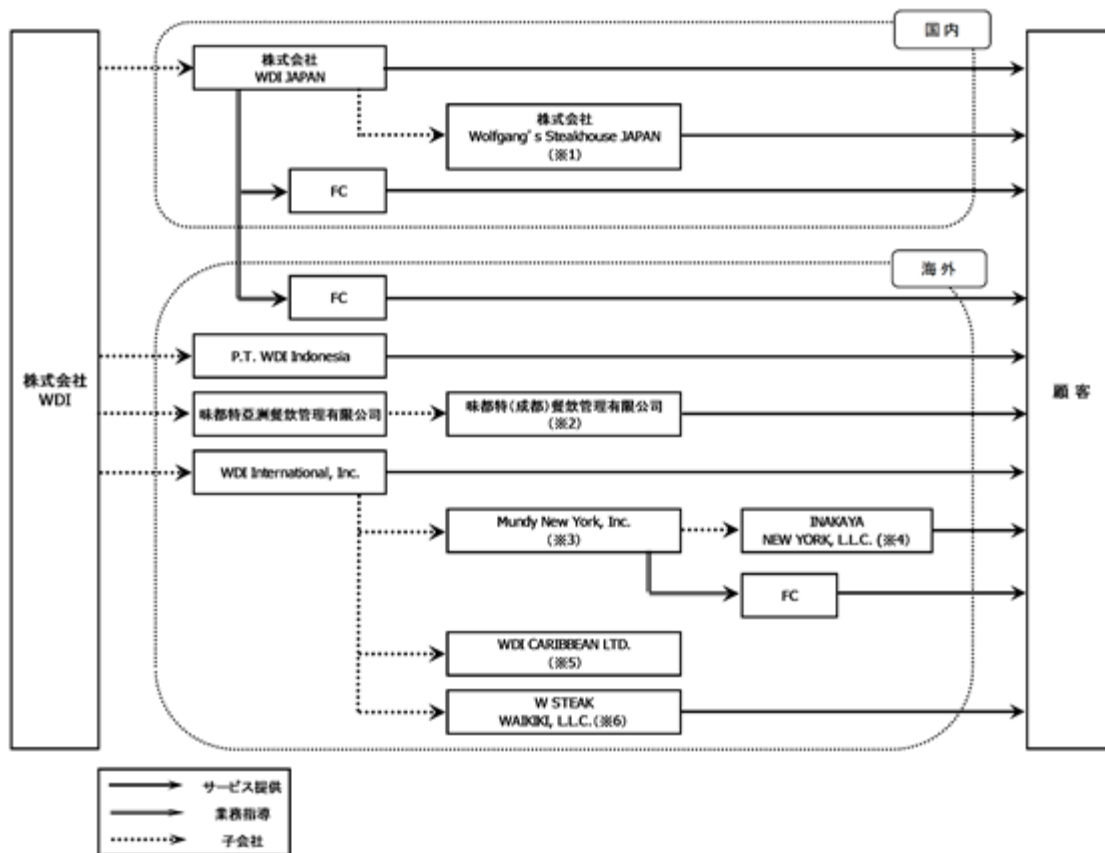 国内
株式会社
WDI JAPAN
株式会社
Wolfgang's Steakhouse JAPAN
(※1)
FC
海外
FC
P.T. WDI Indonesia
株式会社
WDI
顧客
味都特亞洲餐飲管理有限公司
味都特(成都)餐飲管理有限公司
(※2)
WDI International, Inc.
Mundy New York, Inc.
(※3)
INAKAYA
NEW YORK, L.L.C. (※4)
FC
WDI CARIBBEAN LTD.
(※5)
W STEAK
WAIKIKI, L.L.C.(※6)
サービス提供
業務指導
子会社